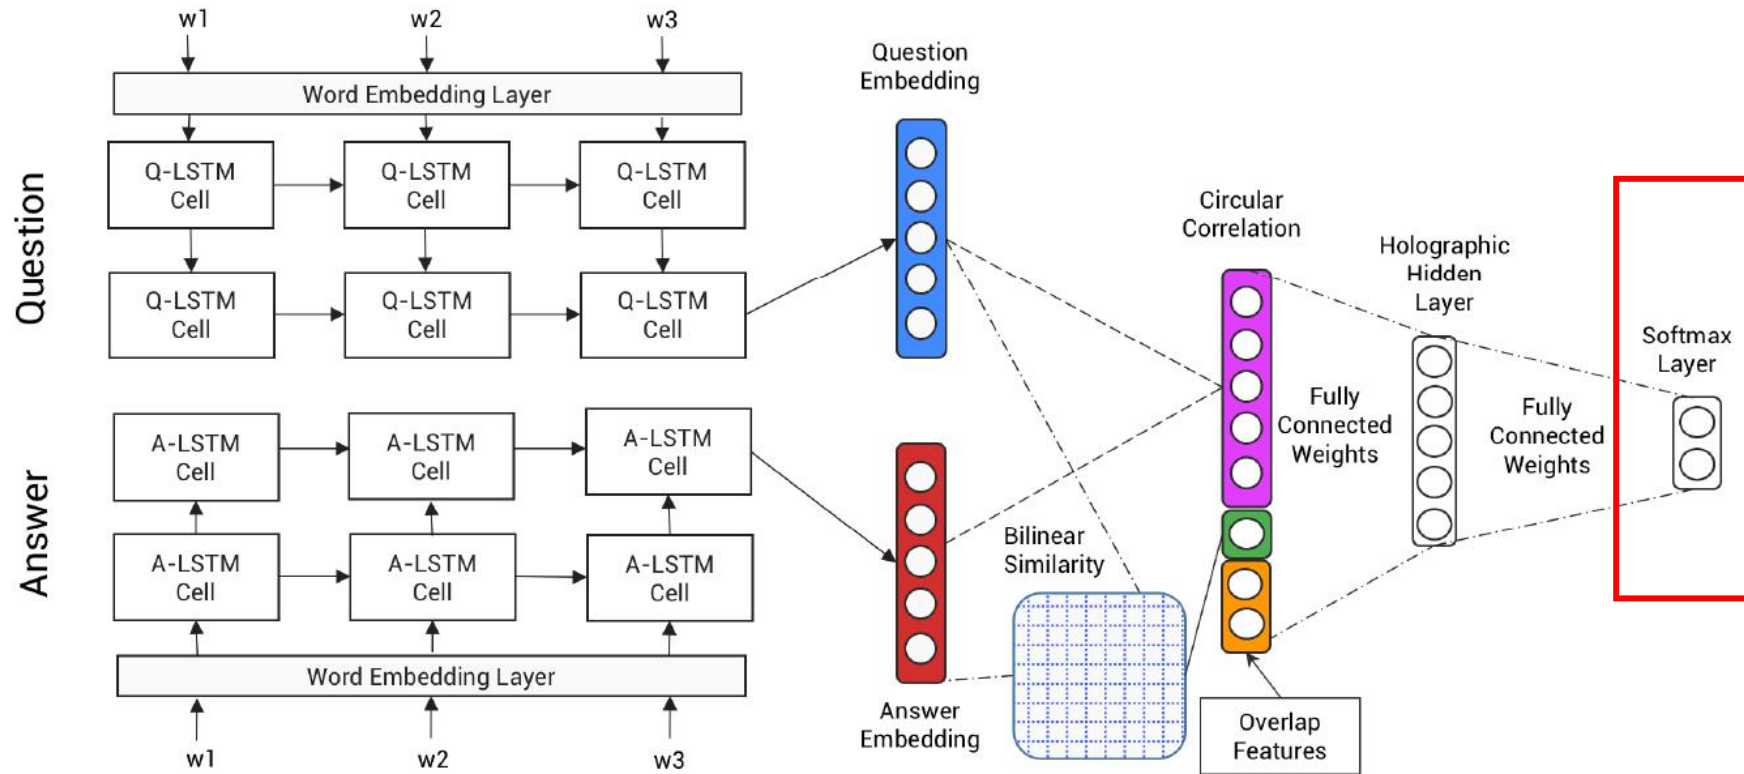 w1
w2
w3
Word Embedding Layer
Question
Q-LSTM
Cell
Q-LSTM
Cell
Q-LSTM
Cell
Q-LSTM
Cell
Q-LSTM
Cell
Q-LSTM
Cell
Answer
A-LSTM
Cell
A-LSTM
Cell
A-LSTM
Cell
A-LSTM
Cell
A-LSTM
Cell
A-LSTM
Cell
Word Embedding Layer
w1
w2
w3
Question
Embedding
Answer
Embedding
Bilinear
Similarity
Circular
Correlation
Overlap
Features
Fully
Connected
Weights
Holographic
Hidden
Layer
Fully
Connected
Weights
Softmax
Layer